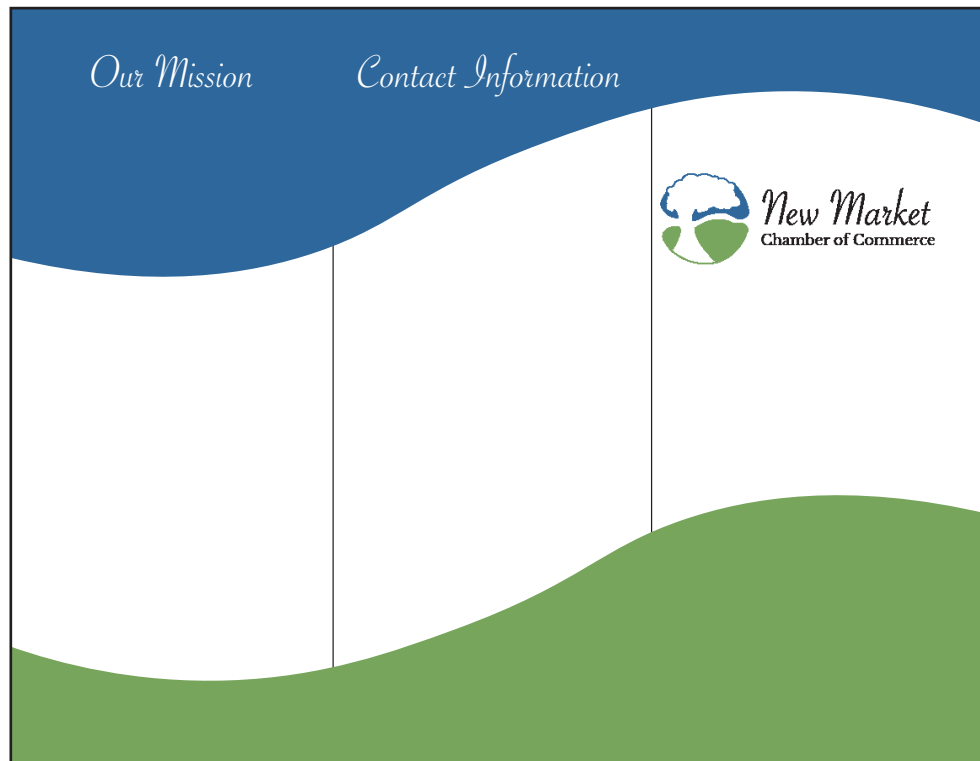 Our Mission
Contact Information
New Market
Chamber of Commerce